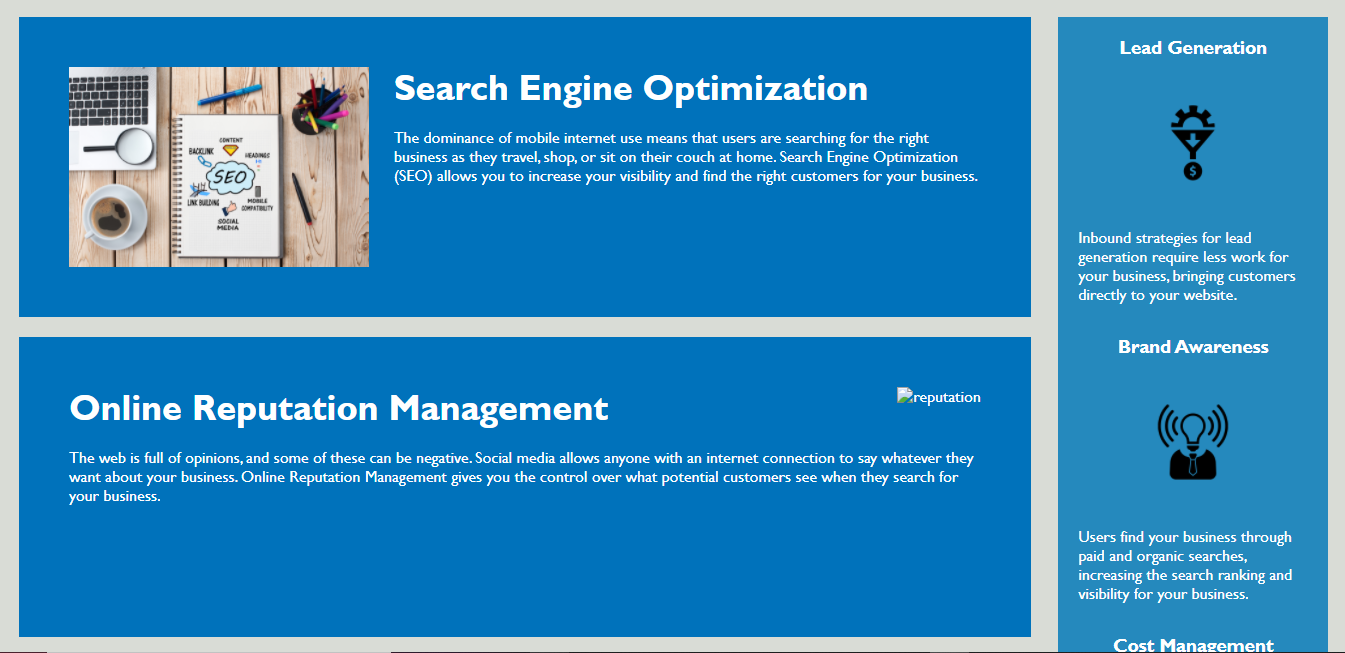 Search Engine Optimization
The dominance of mobile internet use means that users are searching for the right
business as they travel, shop, or sit on their couch at home. Search Engine Optimization
(SEO) allows you to increase your visibility and find the right customers for your business.
CONTENT
BACKLINK
HEADINGS
SEO
LINK BUILDING
MOBILE
COMPATIBILITY
SOCIAL
MEDIA
Online Reputation Management
reputation
The web is full of opinions, and some of these can be negative. Social media allows anyone with an internet connection to say whatever they
want about your business. Online Reputation Management gives you the control over what potential customers see when they search for
your business.
Lead Generation
$
Inbound strategies for lead
generation require less work for
your business, bringing customers
directly to your website.
Brand Awareness
Users find your business through
paid and organic searches,
increasing the search ranking and
visibility for your business.
Cost Management